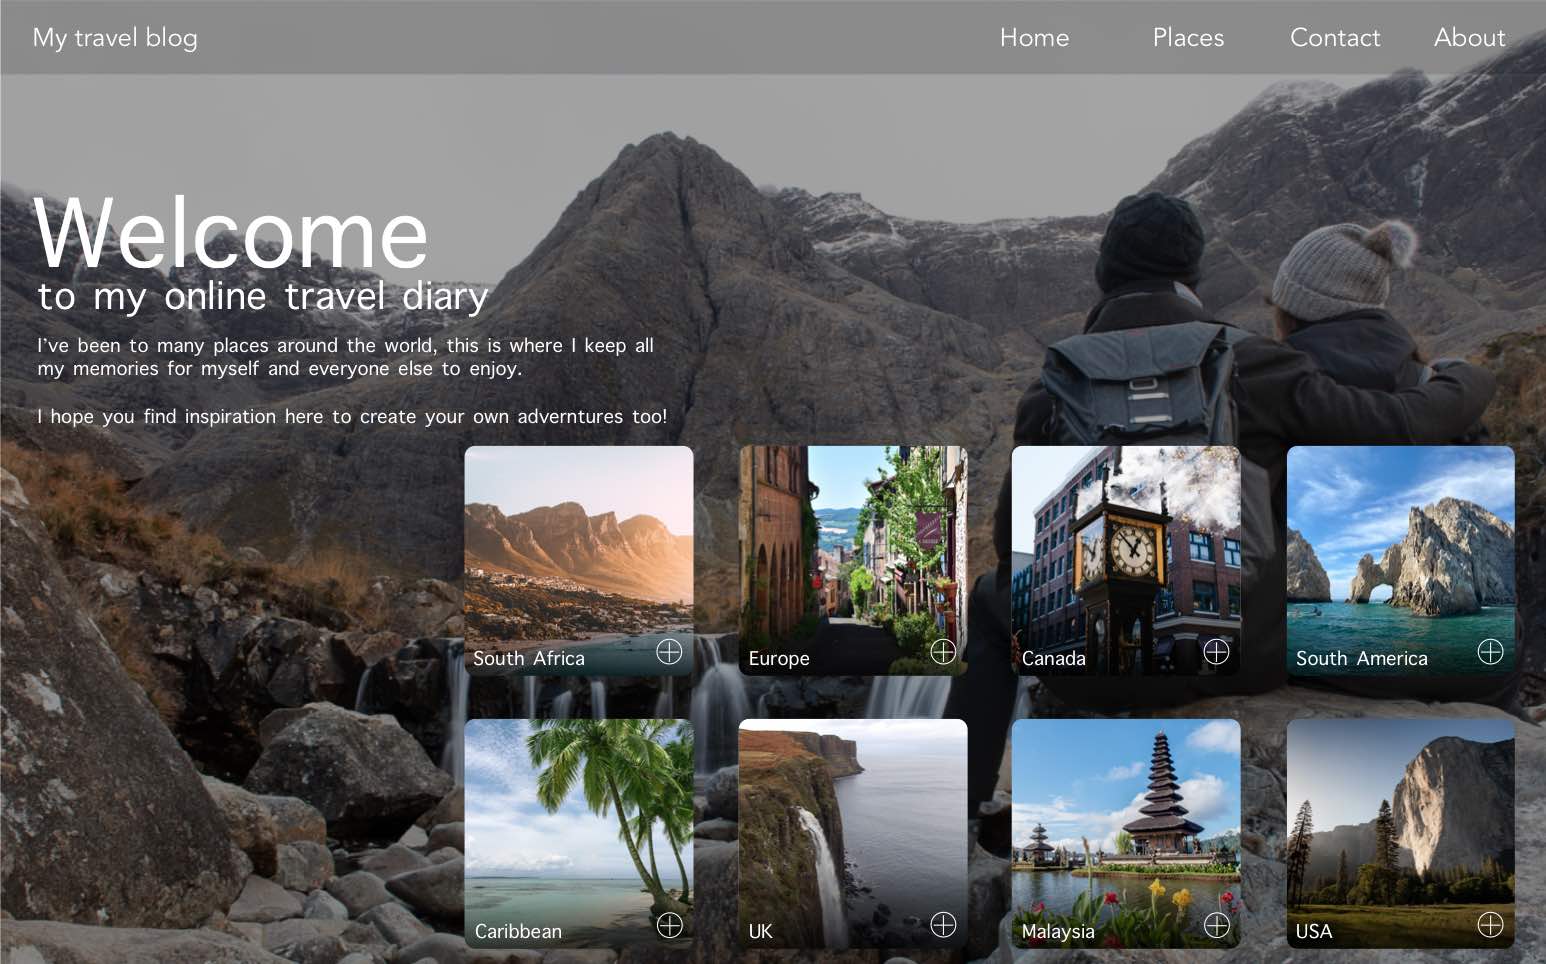 My travel blog
Home Places Contact About
Welcome
to my online travel diary
I've been to many places around the world, this is where I keep all
my memories for myself and everyone else to enjoy.
I hope you find inspiration here to create your own adverntures too!
South Africa
Europe
Canada
South America
Caribbean
UK
Malaysia
USA